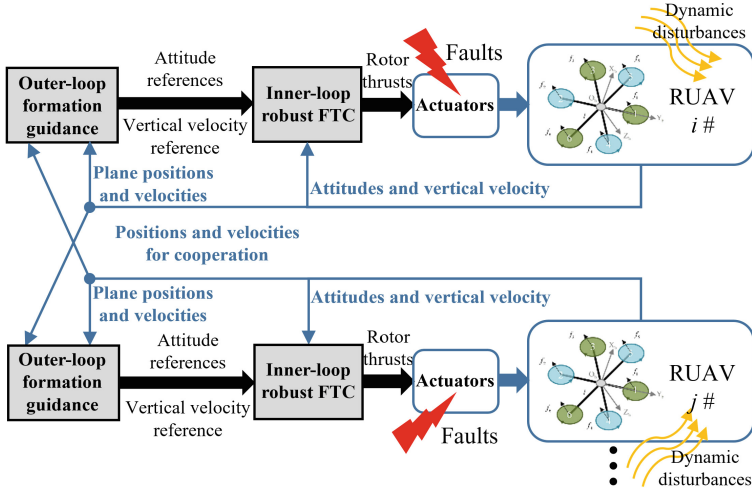 Dynamic
disturbances
Attitude
references
Rotor
thrusts
Faults
Outer-loop
formation
guidance
Inner-loop
robust FTC
Actuators
RUAV
i #
Vertical velocity
reference
Plane positions
and velocities
Attitudes and vertical velocity
Positions and velocities
for cooperation
Plane positions
and velocities
Attitudes and vertical velocity
Attitude
references
Rotor
thrusts
Outer-loop
formation
guidance
Inner-loop
robust FTC
Actuators
RUAV
j #
Vertical velocity
reference
Faults
Dynamic
disturbances